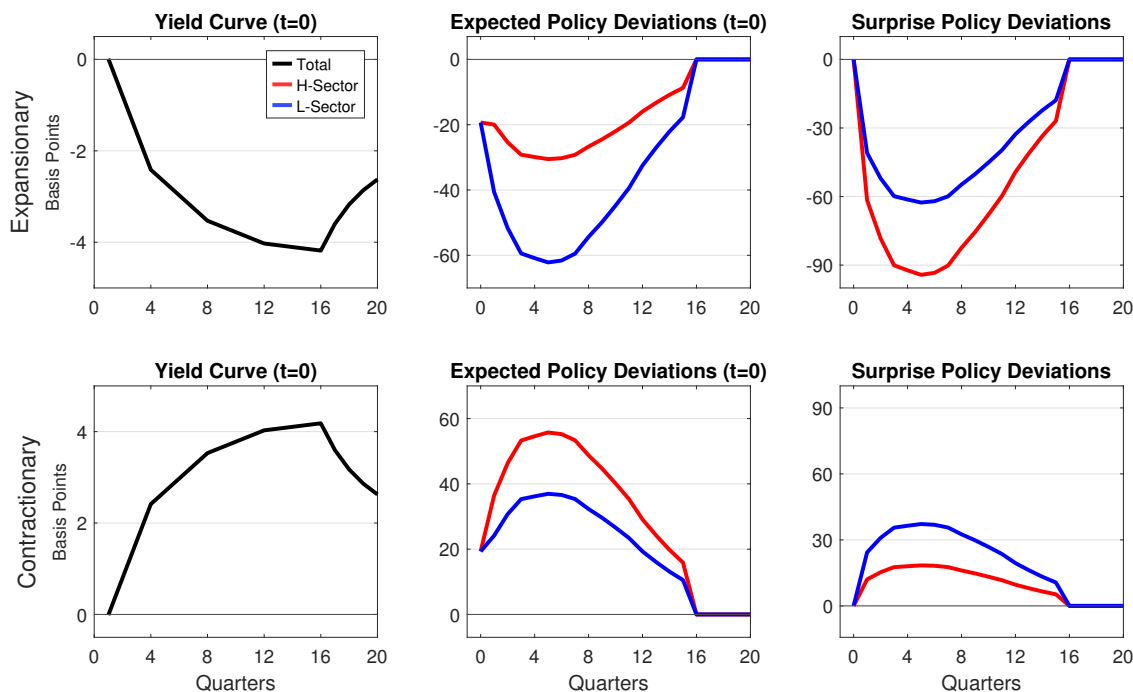 Yield Curve (t=0)
Expected Policy Deviations (t=0)
Surprise Policy Deviations
Expansionary
Basis Points
0
-2
-4
Total
H-Sector
L-Sector
0 4 8 12 16 20
0
-20
-40
-60
0 4 8 12 16 20
0
-30
-60
-90
0 4 8 12 16 20
Yield Curve (t=0)
Expected Policy Deviations (t=0)
Surprise Policy Deviations
Contractionary
Basis Points
4
2
0
0 4 8 12 16 20
Quarters
60
40
20
0
0 4 8 12 16 20
Quarters
90
60
30
0
0 4 8 12 16 20
Quarters